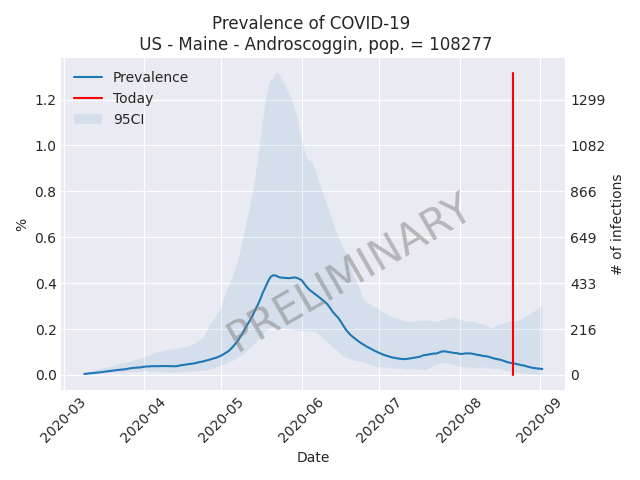 Prevalence of COVID-19
US - Maine - Androscoggin, pop. = 108277
Prevalence
Today
95CI
1.2
1.0
0.8
0.6
0.4
0.2
0.0
%
1299
1082
866
649
433
216
0
# of infections
PRELIMINARY
2020-03
2020-04
2020-05
2020-06
2020-07
2020-08
2020-09
Date